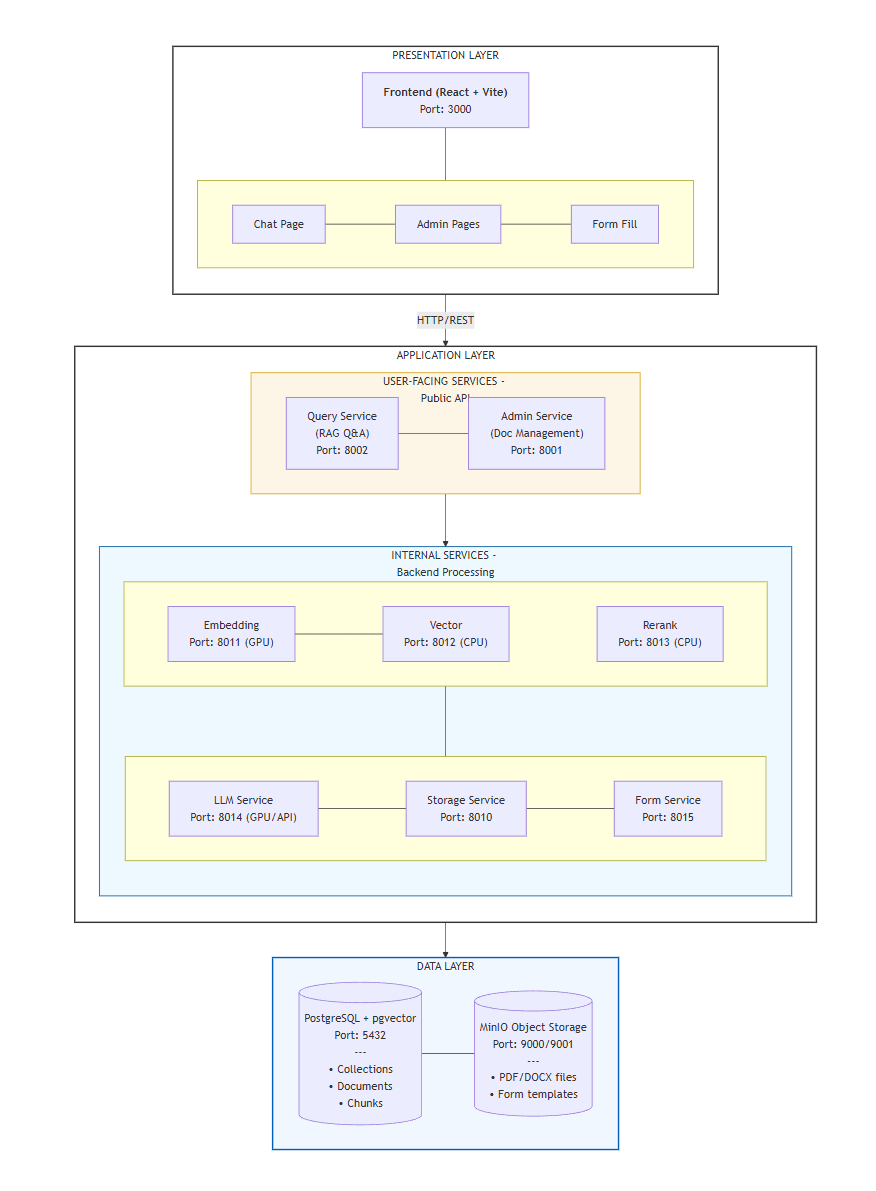 PRESENTATION LAYER
Frontend (React + Vite)
Port: 3000
Chat Page
Admin Pages
Form Fill
HTTP/REST
APPLICATION LAYER
USER-FACING SERVICES -
Public API
Query Service
(RAG Q&A)
Port: 8002
Admin Service
(Doc Management)
Port: 8001
INTERNAL SERVICES -
Backend Processing
Embedding
Port: 8011 (GPU)
Vector
Port: 8012 (CPU)
Rerank
Port: 8013 (CPU)
LLM Service
Port: 8014 (GPU/API)
Storage Service
Port: 8010
Form Service
Port: 8015
DATA LAYER
PostgreSQL + pgvector
Port: 5432
---
• Collections
• Documents
• Chunks
MinIO Object Storage
Port: 9000/9001
---
• PDF/DOCX files
• Form templates